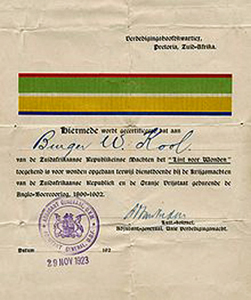 Verdedigingshoofdkwartier,
Pretoria, Zuid-Afrika.
Hiermede wordt gecertificeerd dat aan
Burger W. Kool
van de Zuidafrikaanse Republikeinse Machten het "Lint voor Wonden"
toegekend is voor wonden opgedaan terwijl dienstdoende bij de Krijgsmachten
van de Zuidafrikaanse Republiek en de Oranje Vrijstaat gedurende de
Anglo-Boereoorlog, 1899-1902.
Luit.-kolonel,
Adjudant-generaal, Unie Verdedigingsmacht.
Datum 192
29 NOV 1923